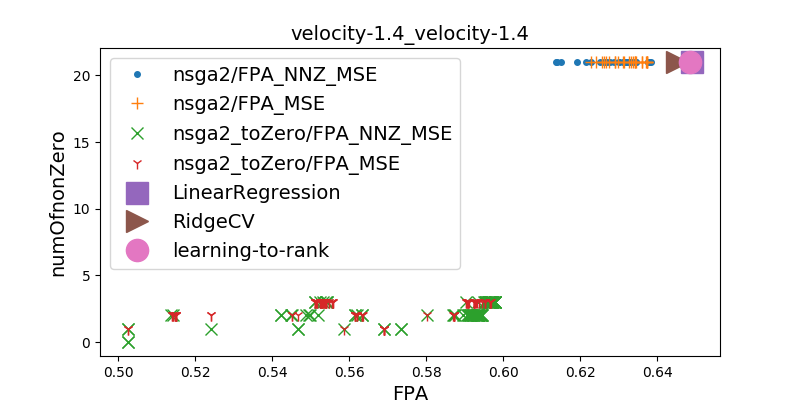 velocity-1.4_velocity-1.4
numOfnonZero
20
15
10
5
0
nsga2/FPA_NNZ_MSE
nsga2/FPA_MSE
nsga2_toZero/FPA_NNZ_MSE
nsga2_toZero/FPA_MSE
LinearRegression
RidgeCV
learning-to-rank
0.50 0.52 0.54 0.56 0.58 0.60 0.62 0.64
FPA